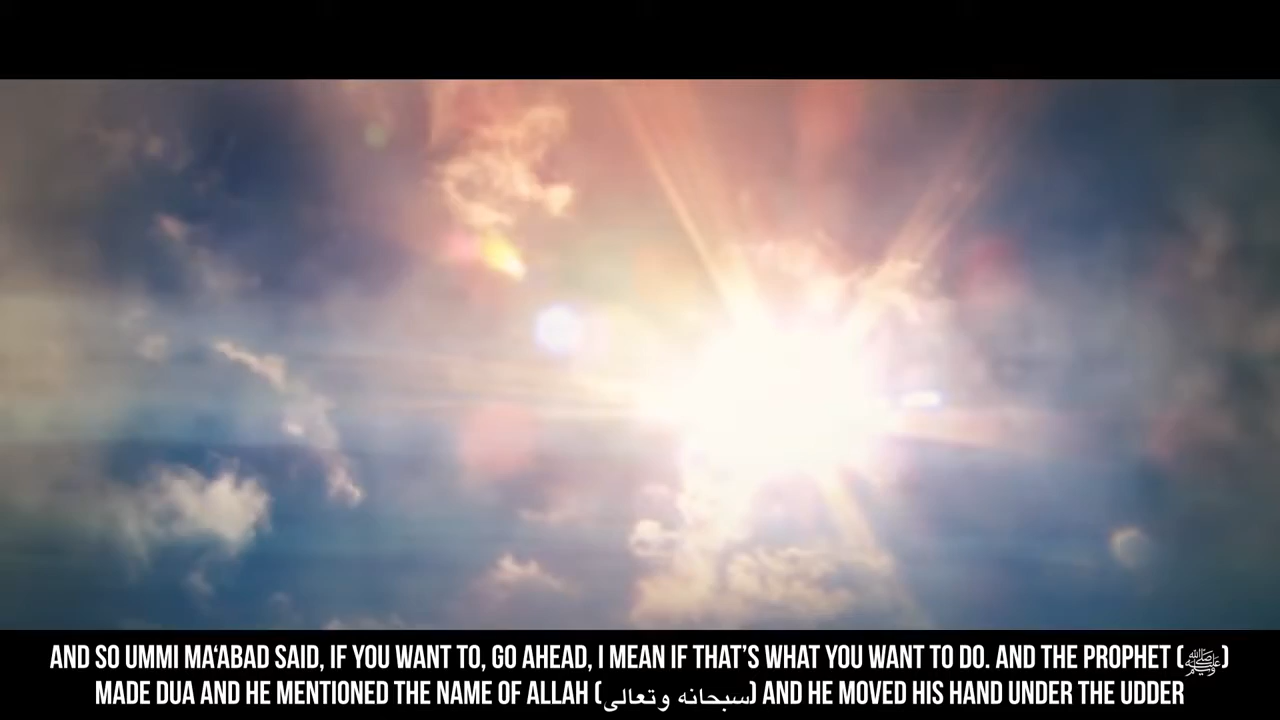 AND SO UMMI MA‘ABAD SAID, IF YOU WANT TO, GO AHEAD, I MEAN IF THAT’S WHAT YOU WANT TO DO. AND THE PROPHET (ﷺ)
MADE DUA AND HE MENTIONED THE NAME OF ALLAH (سبحانه وتعالى) AND HE MOVED HIS HAND UNDER THE UDDER